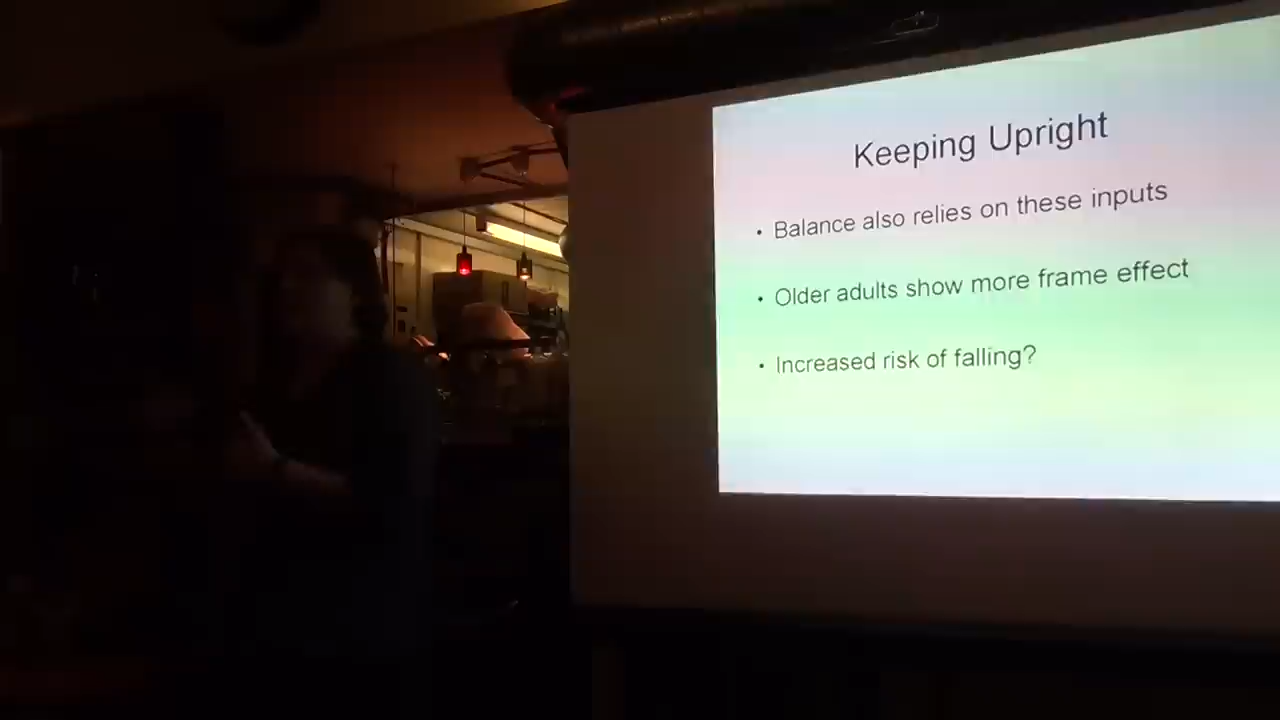 Keeping Upright
• Balance also relies on these inputs
• Older adults show more frame effect
• Increased risk of falling?